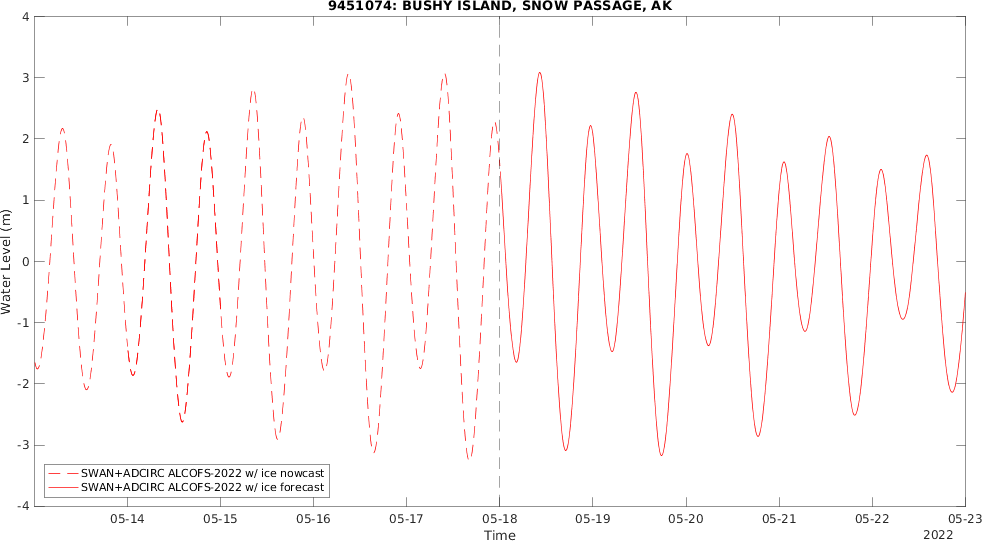 9451074: BUSHY ISLAND, SNOW PASSAGE, AK
4
3
2
1
0
-1
-2
-3
-4
Water Level (m)
SWAN+ADCIRC ALCOFS-2022 w/ ice nowcast
SWAN+ADCIRC ALCOFS-2022 w/ ice forecast
05-14 05-15 05-16 05-17 05-18 05-19 05-20 05-21 05-22 05-23
Time
2022